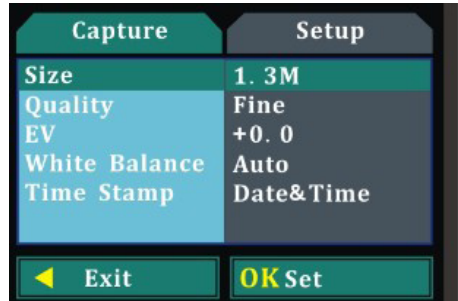 Capture Setup
Size 1. 3M
Quality Fine
EV +0. 0
White Balance Auto
Time Stamp Date&Time
Exit OK Set